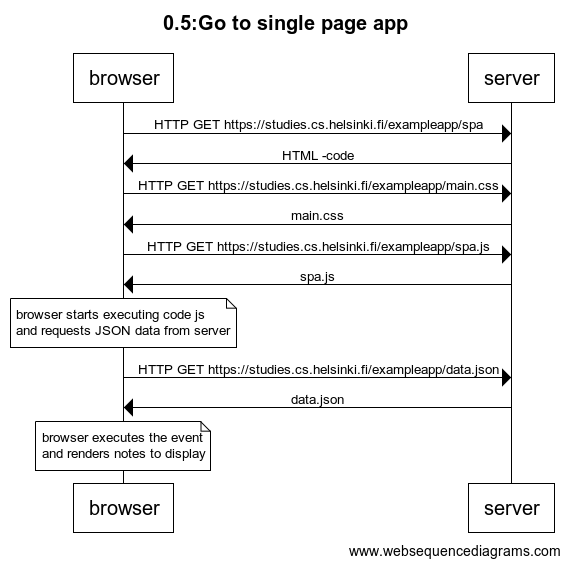 0.5:Go to single page app
browser
server
HTTP GET https://studies.cs.helsinki.fi/exampleapp/spa
HTML -code
HTTP GET https://studies.cs.helsinki.fi/exampleapp/main.css
main.css
HTTP GET https://studies.cs.helsinki.fi/exampleapp/spa.js
spa.js
browser starts executing code js
and requests JSON data from server
HTTP GET https://studies.cs.helsinki.fi/exampleapp/data.json
data.json
browser executes the event
and renders notes to display
browser
server
www.websequencediagrams.com